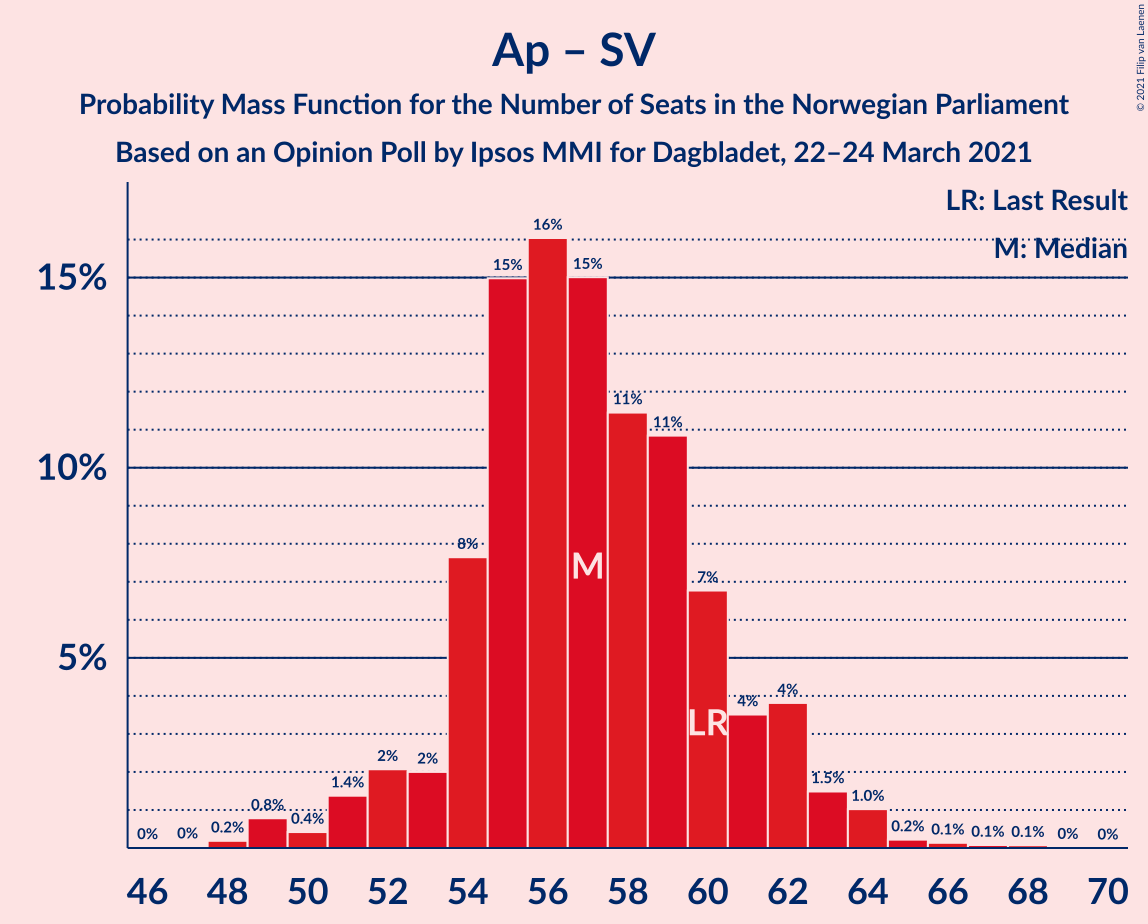 © 2021 Filip van Laenen
Ap – SV
Probability Mass Function for the Number of Seats in the Norwegian Parliament
Based on an Opinion Poll by Ipsos MMI for Dagbladet, 22–24 March 2021
LR: Last Result
M: Median
15%
10%
5%
0% 0% 0.2% 0.8% 0.4% 1.4% 2% 2% 8% 15% 16% 15% 11% 11% 7% 4% 4% 1.5% 1.0% 0.2% 0.1% 0.1% 0.1% 0% 0%
M
LR
46 48 50 52 54 56 58 60 62 64 66 68 70